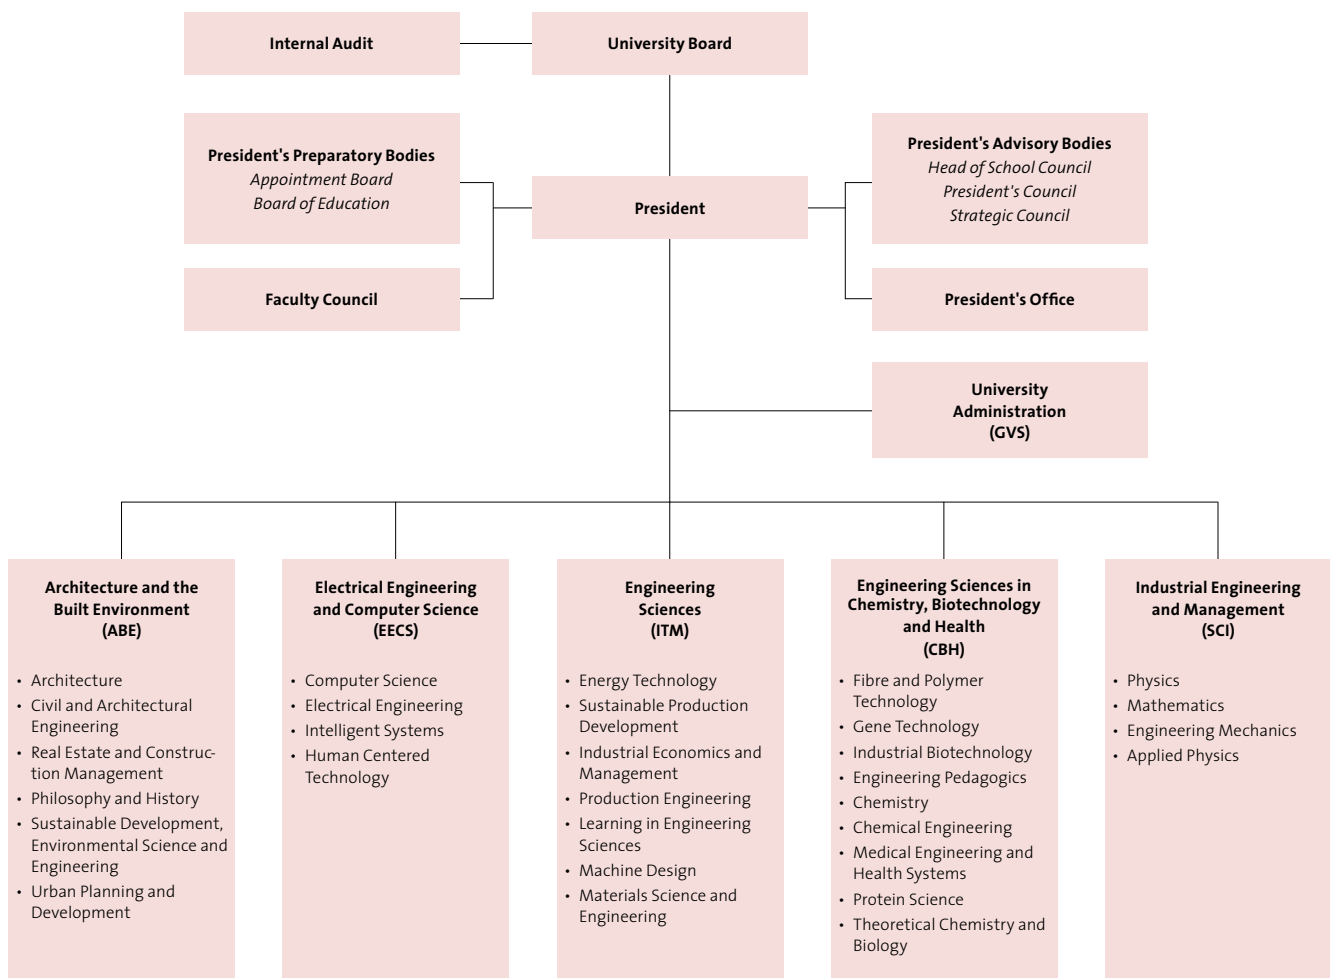 Internal Audit
University Board
President's Preparatory Bodies
Appointment Board
Board of Education
President
President's Advisory Bodies
Head of School Council
President's Council
Strategic Council
Faculty Council
President's Office
University
Administration
(GVS)
Architecture and the
Built Environment
(ABE)
• Architecture
• Civil and Architectural
Engineering
• Real Estate and Construc-
tion Management
• Philosophy and History
• Sustainable Development,
Environmental Science and
Engineering
• Urban Planning and
Development
Electrical Engineering
and Computer Science
(EECS)
• Computer Science
• Electrical Engineering
• Intelligent Systems
• Human Centered
Technology
Engineering
Sciences
(ITM)
• Energy Technology
• Sustainable Production
Development
• Industrial Economics and
Management
• Production Engineering
• Learning in Engineering
Sciences
• Machine Design
• Materials Science and
Engineering
Engineering Sciences in
Chemistry, Biotechnology
and Health
(CBH)
• Fibre and Polymer
Technology
• Gene Technology
• Industrial Biotechnology
• Engineering Pedagogics
• Chemistry
• Chemical Engineering
• Medical Engineering and
Health Systems
• Protein Science
• Theoretical Chemistry and
Biology
Industrial Engineering
and Management
(SCI)
• Physics
• Mathematics
• Engineering Mechanics
• Applied Physics